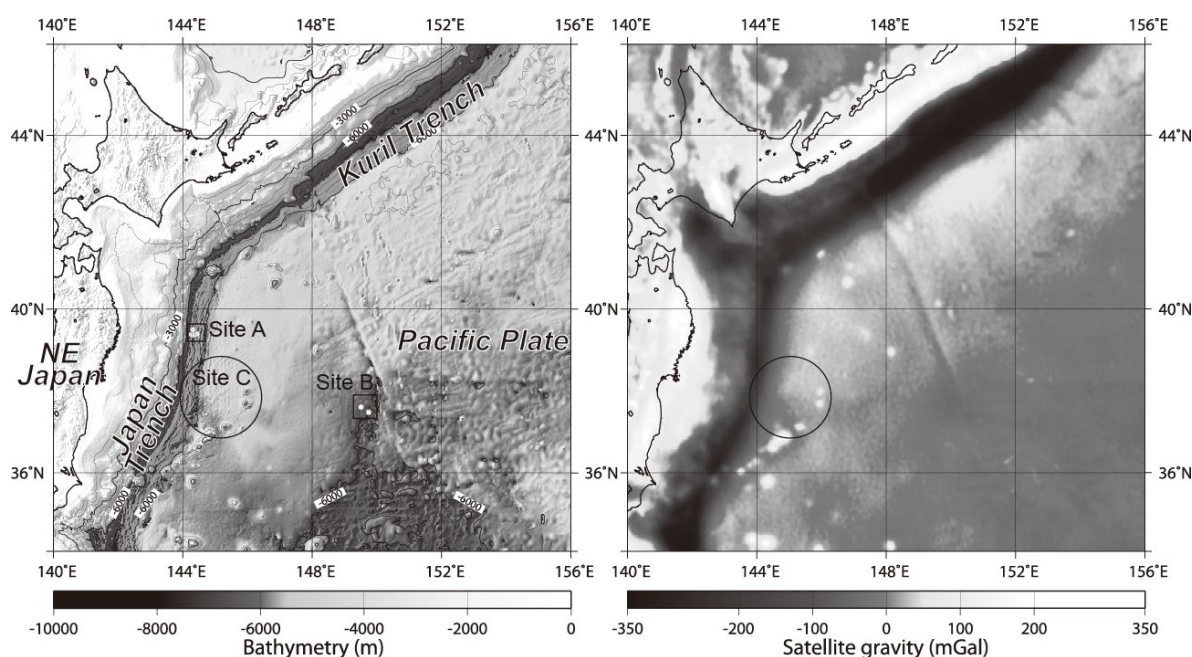 140˚E 144˚E 148˚E 152˚E 156˚E
140˚E 144˚E 148˚E 152˚E 156˚E
44˚N
44˚N
-3000
-6000
-6000
Kuril Trench
40˚N
40˚N
-3000
Site A
Pacific Plate
NE
Japan
Site C
Site B
Japan
Trench
36˚N
36˚N
-6000
-6000
-6000
-6000
140˚E 144˚E 148˚E 152˚E 156˚E
140˚E 144˚E 148˚E 152˚E 156˚E
-10000 -8000 -6000 -4000 -2000 0
Bathymetry (m)
-350 -200 -100 0 100 200 350
Satellite gravity (mGal)